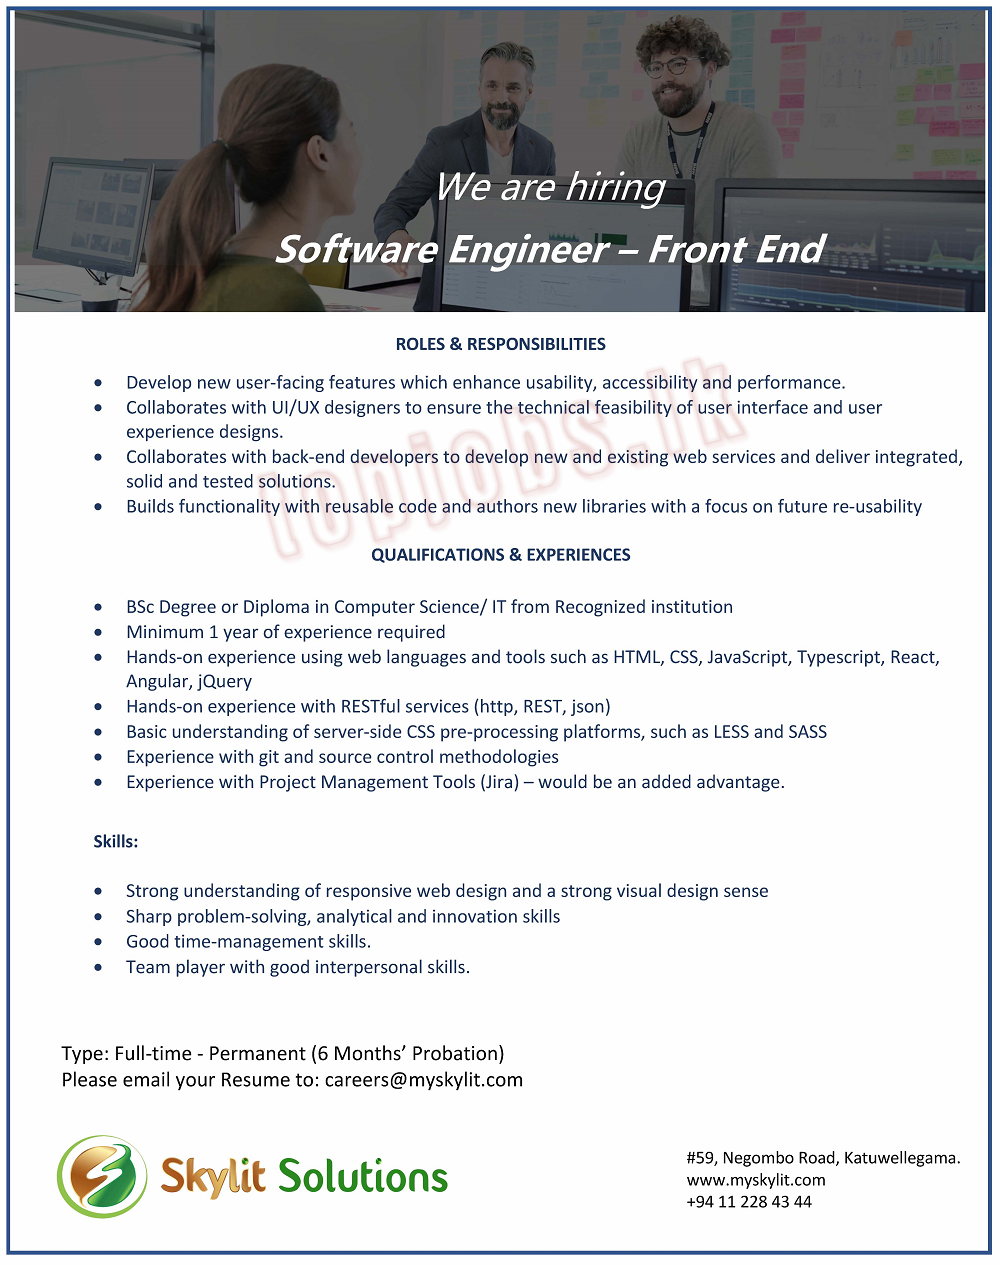 We are hiring
Software Engineer – Front End
ROLES & RESPONSIBILITIES
• Develop new user-facing features which enhance usability, accessibility and performance.
• Collaborates with UI/UX designers to ensure the technical feasibility of user interface and user
experience designs.
• Collaborates with back-end developers to develop new and existing web services and deliver integrated,
solid and tested solutions.
• Builds functionality with reusable code and authors new libraries with a focus on future re-usability
topjobs.lk
QUALIFICATIONS & EXPERIENCES
• BSc Degree or Diploma in Computer Science/ IT from Recognized institution
• Minimum 1 year of experience required
• Hands-on experience using web languages and tools such as HTML, CSS, JavaScript, Typescript, React,
Angular, jQuery
• Hands-on experience with RESTful services (http, REST, json)
• Basic understanding of server-side CSS pre-processing platforms, such as LESS and SASS
• Experience with git and source control methodologies
• Experience with Project Management Tools (Jira) – would be an added advantage.
Skills:
• Strong understanding of responsive web design and a strong visual design sense
• Sharp problem-solving, analytical and innovation skills
• Good time-management skills.
• Team player with good interpersonal skills.
Type: Full-time - Permanent (6 Months’ Probation)
Please email your Resume to: careers@myskylit.com
Skylit Solutions
#59, Negombo Road, Katuwellegama.
www.myskylit.com
+94 11 228 43 44